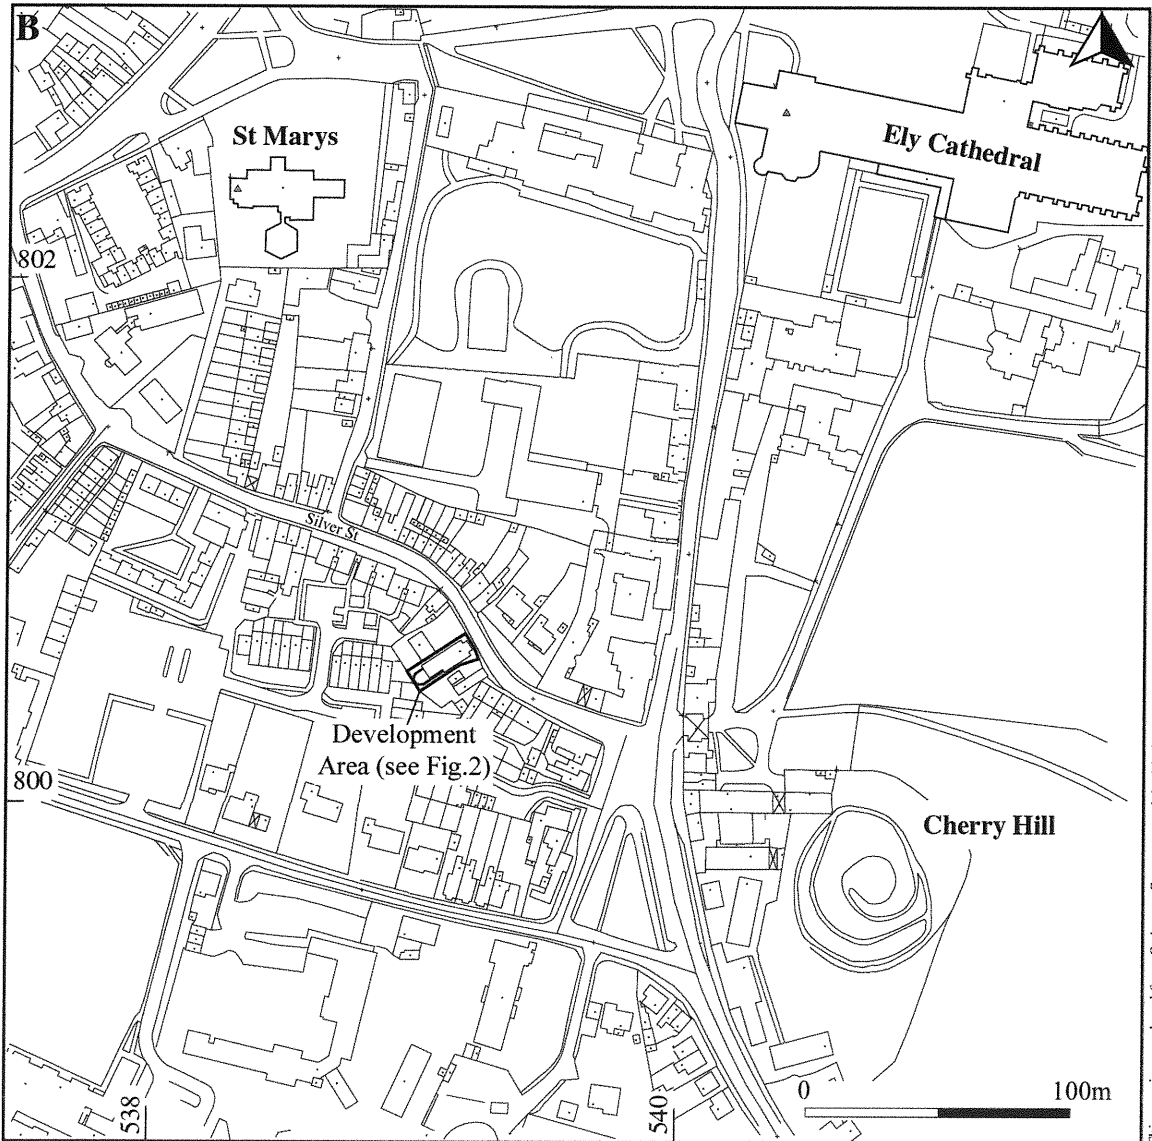 B
St Marys
Ely Cathedral
802
Silver St
Development
Area (see Fig.2)
800
Cherry Hill
538
540
0
100m